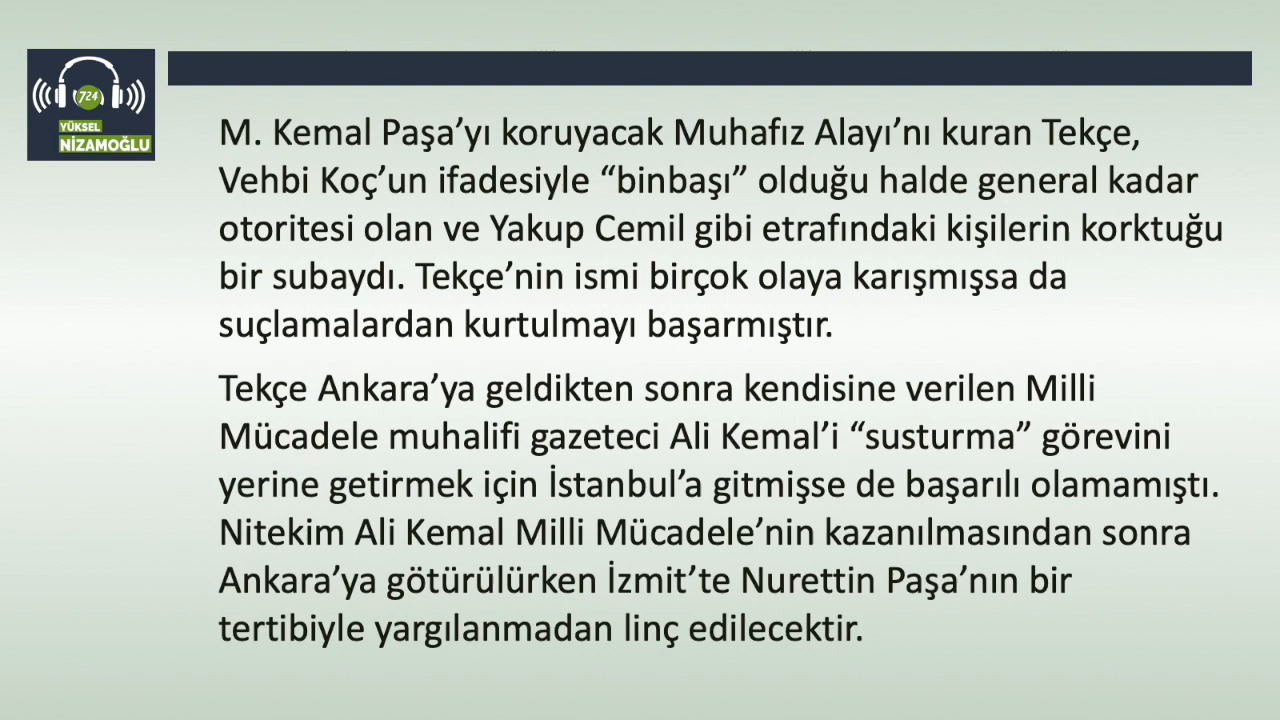 724
YÜKSEL
NİZAMOĞLU
M. Kemal Paşa’yı koruyacak Muhafız Alayı’nı kuran Tekçe,
Vehbi Koç’un ifadesiyle “binbaşı” olduğu halde general kadar
otoritesi olan ve Yakup Cemil gibi etrafındaki kişilerin korktuğu
bir subaydı. Tekçe’nin ismi birçok olaya karışmışsa da
suçlamalardan kurtulmayı başarmıştır.
Tekçe Ankara’ya geldikten sonra kendisine verilen Milli
Mücadele muhalifi gazeteci Ali Kemal’i “susturma” görevini
yerine getirmek için İstanbul’a gitmişse de başarılı olamamıştı.
Nitekim Ali Kemal Milli Mücadele’nin kazanılmasından sonra
Ankara’ya götürülürken İzmit’te Nurettin Paşa’nın bir
tertibiyle yargılanmadan linç edilecektir.